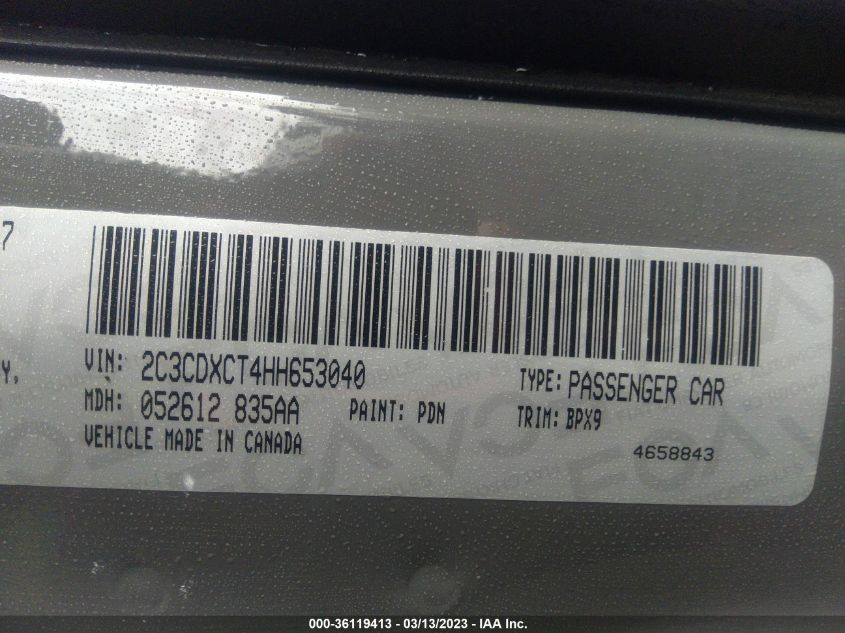 7
VIN: 2C3CDXCT4HH653040
TYPE: PASSENGER CAR
Y.
MDH: 052612 835AA
PAINT: PDN
TRIM: BPX9
VEHICLE MADE IN CANADA
4658843
000-36119413 - 03/13/2023 - IAA Inc.